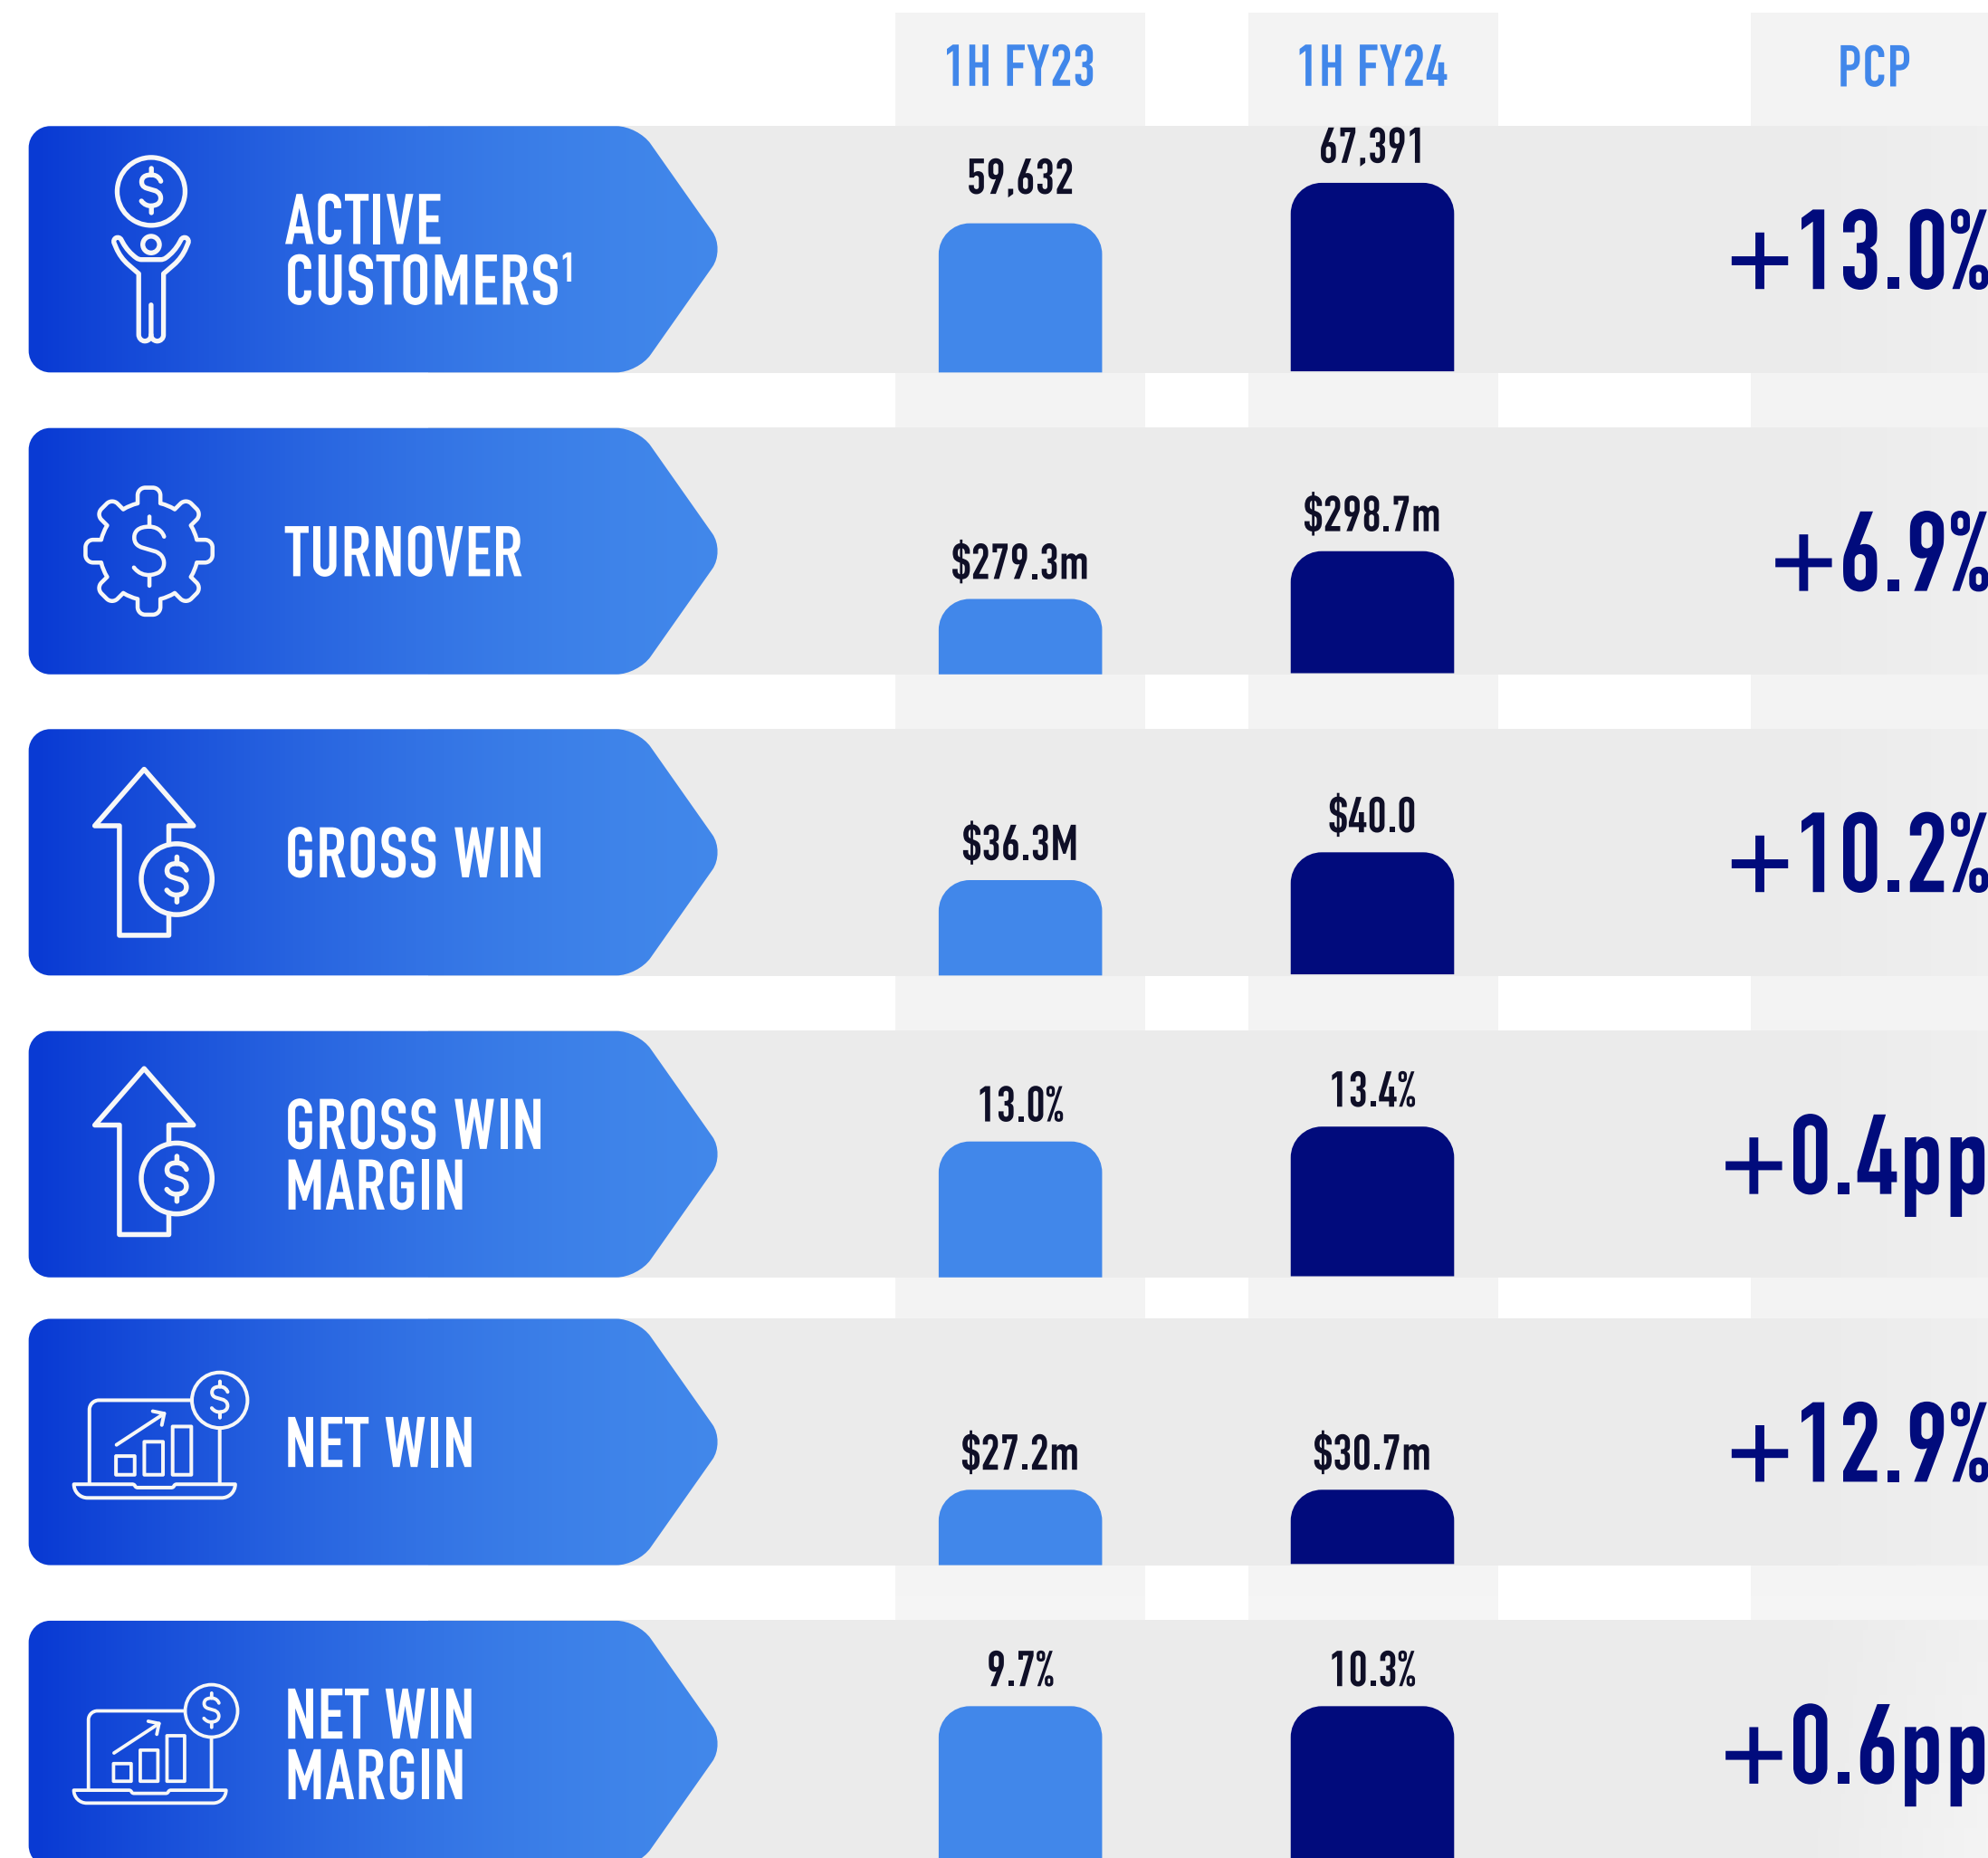 1H FY23 1H FY24 PCP
ACTIVE
CUSTOMERS¹
59,632 67,391 +13.0%
TURNOVER
$279.3m $298.7m +6.9%
GROSS WIN
$36.3M $40.0 +10.2%
GROSS WIN
MARGIN
13.0% 13.4% +0.4pp
NET WIN
$27.2m $30.7m +12.9%
NET WIN
MARGIN
9.7% 10.3% +0.6pp